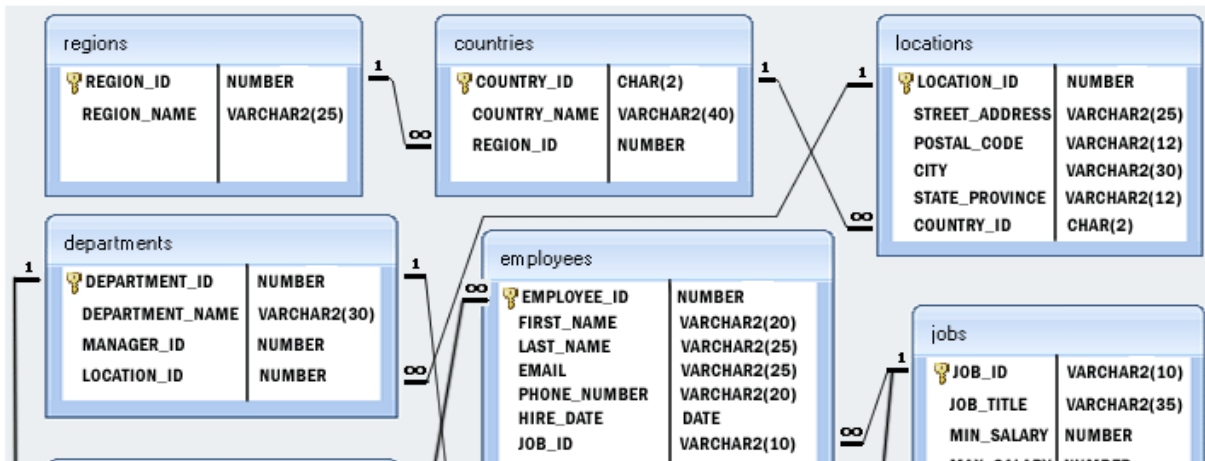 regions
REGION_ID NUMBER
REGION_NAME VARCHAR2(25)
1
∞
countries
COUNTRY_ID CHAR(2)
COUNTRY_NAME VARCHAR2(40)
REGION_ID NUMBER
1
∞
locations
1
LOCATION_ID NUMBER
STREET_ADDRESS VARCHAR2(25)
POSTAL_CODE VARCHAR2(12)
CITY VARCHAR2(30)
STATE_PROVINCE VARCHAR2(12)
COUNTRY_ID CHAR(2)
departments
1
DEPARTMENT_ID NUMBER
DEPARTMENT_NAME VARCHAR2(30)
MANAGER_ID NUMBER
LOCATION_ID NUMBER
1
∞
employees
∞
EMPLOYEE_ID NUMBER
FIRST_NAME VARCHAR2(20)
LAST_NAME VARCHAR2(25)
EMAIL VARCHAR2(25)
PHONE_NUMBER VARCHAR2(20)
HIRE_DATE DATE
JOB_ID VARCHAR2(10)
∞
jobs
1
JOB_ID VARCHAR2(10)
JOB_TITLE VARCHAR2(35)
MIN_SALARY NUMBER
MAX_SALARY NUMBER